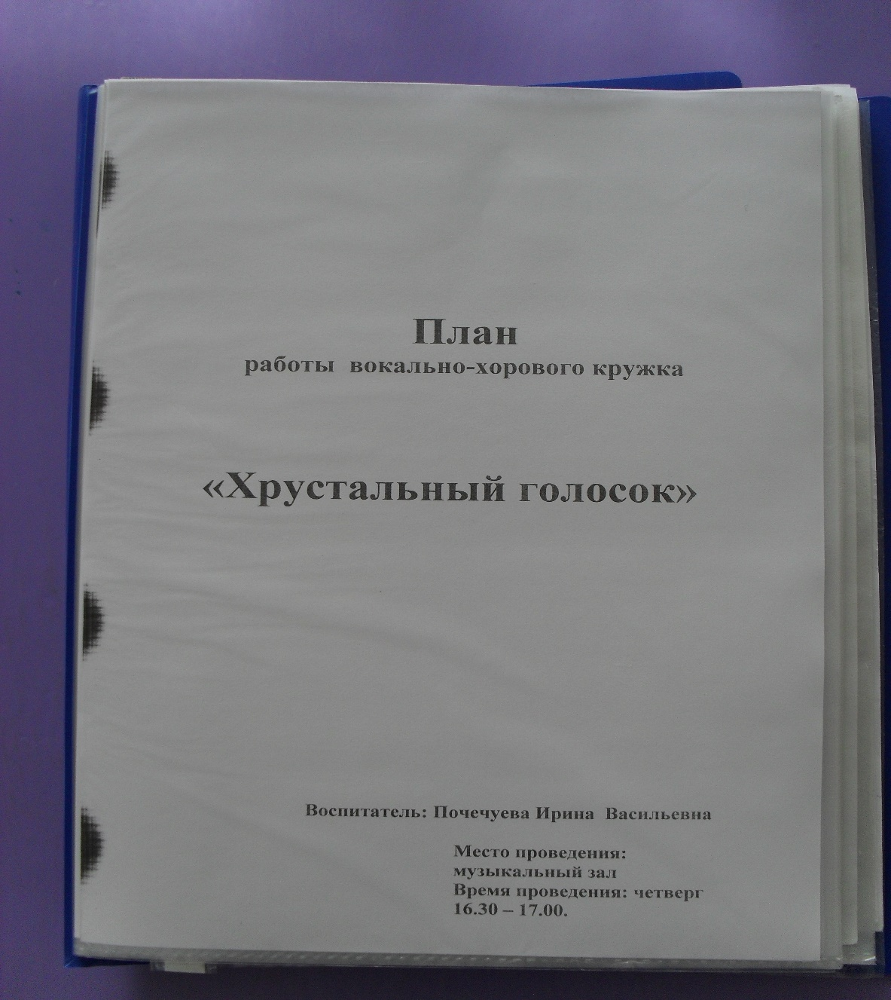 План
работы вокально-хорового кружка
«Хрустальный голосок»
Воспитатель: Почечуева Ирина Васильевна
Место проведения:
музыкальный зал
Время проведения: четверг
16.30 – 17.00.